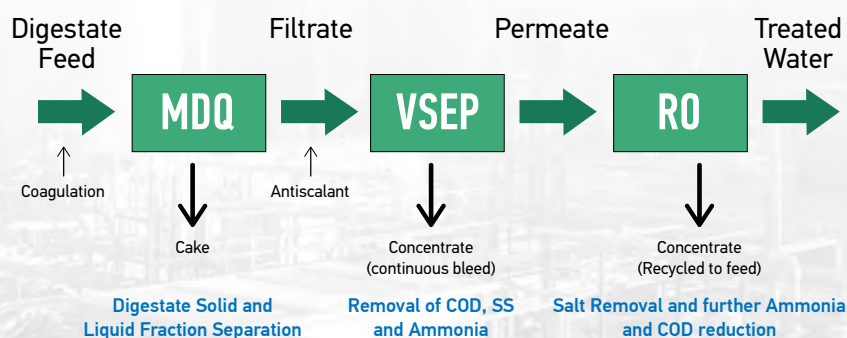 Digestate
Feed
Filtrate
Permeate
Treated
Water
MDQ
VSEP
RO
Coagulation
Antiscalant
Cake
Concentrate
(continuous bleed)
Concentrate
(Recycled to feed)
Digestate Solid and
Liquid Fraction Separation
Removal of COD, SS
and Ammonia
Salt Removal and further Ammonia
and COD reduction